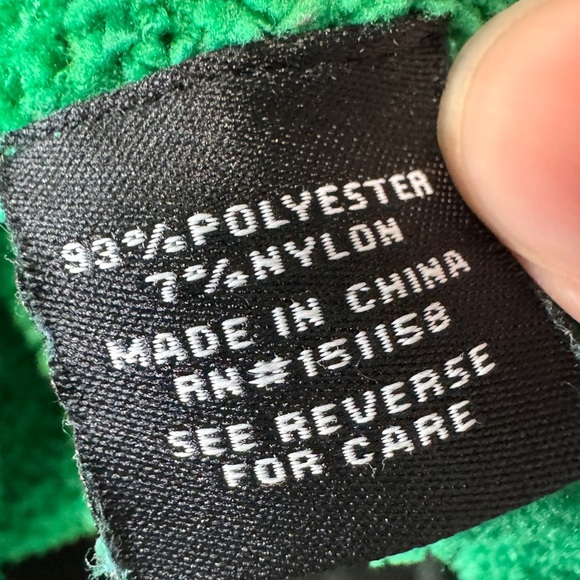 93% POLYESTER
7% NYLON
MADE IN CHINA
RN#151158
SEE REVERSE
FOR CARE